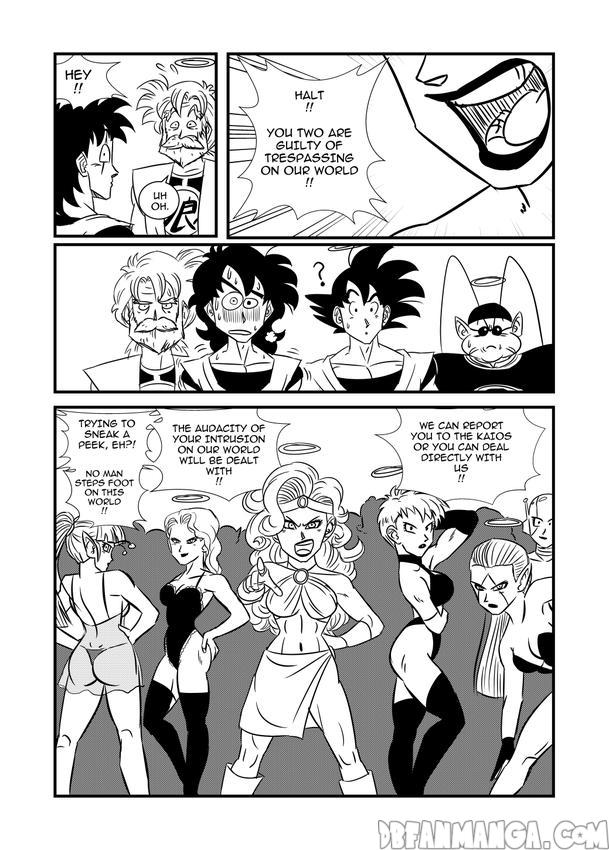 HEY
!!
UH
OH.
良
HALT
!!
YOU TWO ARE
GUILTY OF
TRESPASSING
ON OUR WORLD
!!
?
TRYING TO
SNEAK A
PEEK, EH?!
NO MAN
STEPS FOOT
ON THIS
WORLD
!!
THE AUDACITY OF
YOUR INTRUSION
ON OUR WORLD
WILL BE DEALT
WITH
!!
WE CAN REPORT
YOU TO THE KAIOS
OR YOU CAN DEAL
DIRECTLY WITH
US
!!
DBFANMANGA.COM